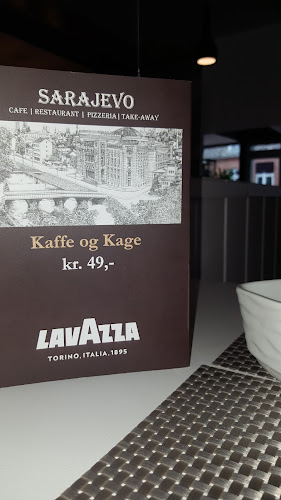 SARAJEVO
CAFE | RESTAURANT | PIZZERIA | TAKE-AWAY
Kaffe og Kage
kr. 49,-
LAVAZZA
TORINO, ITALIA, 1895